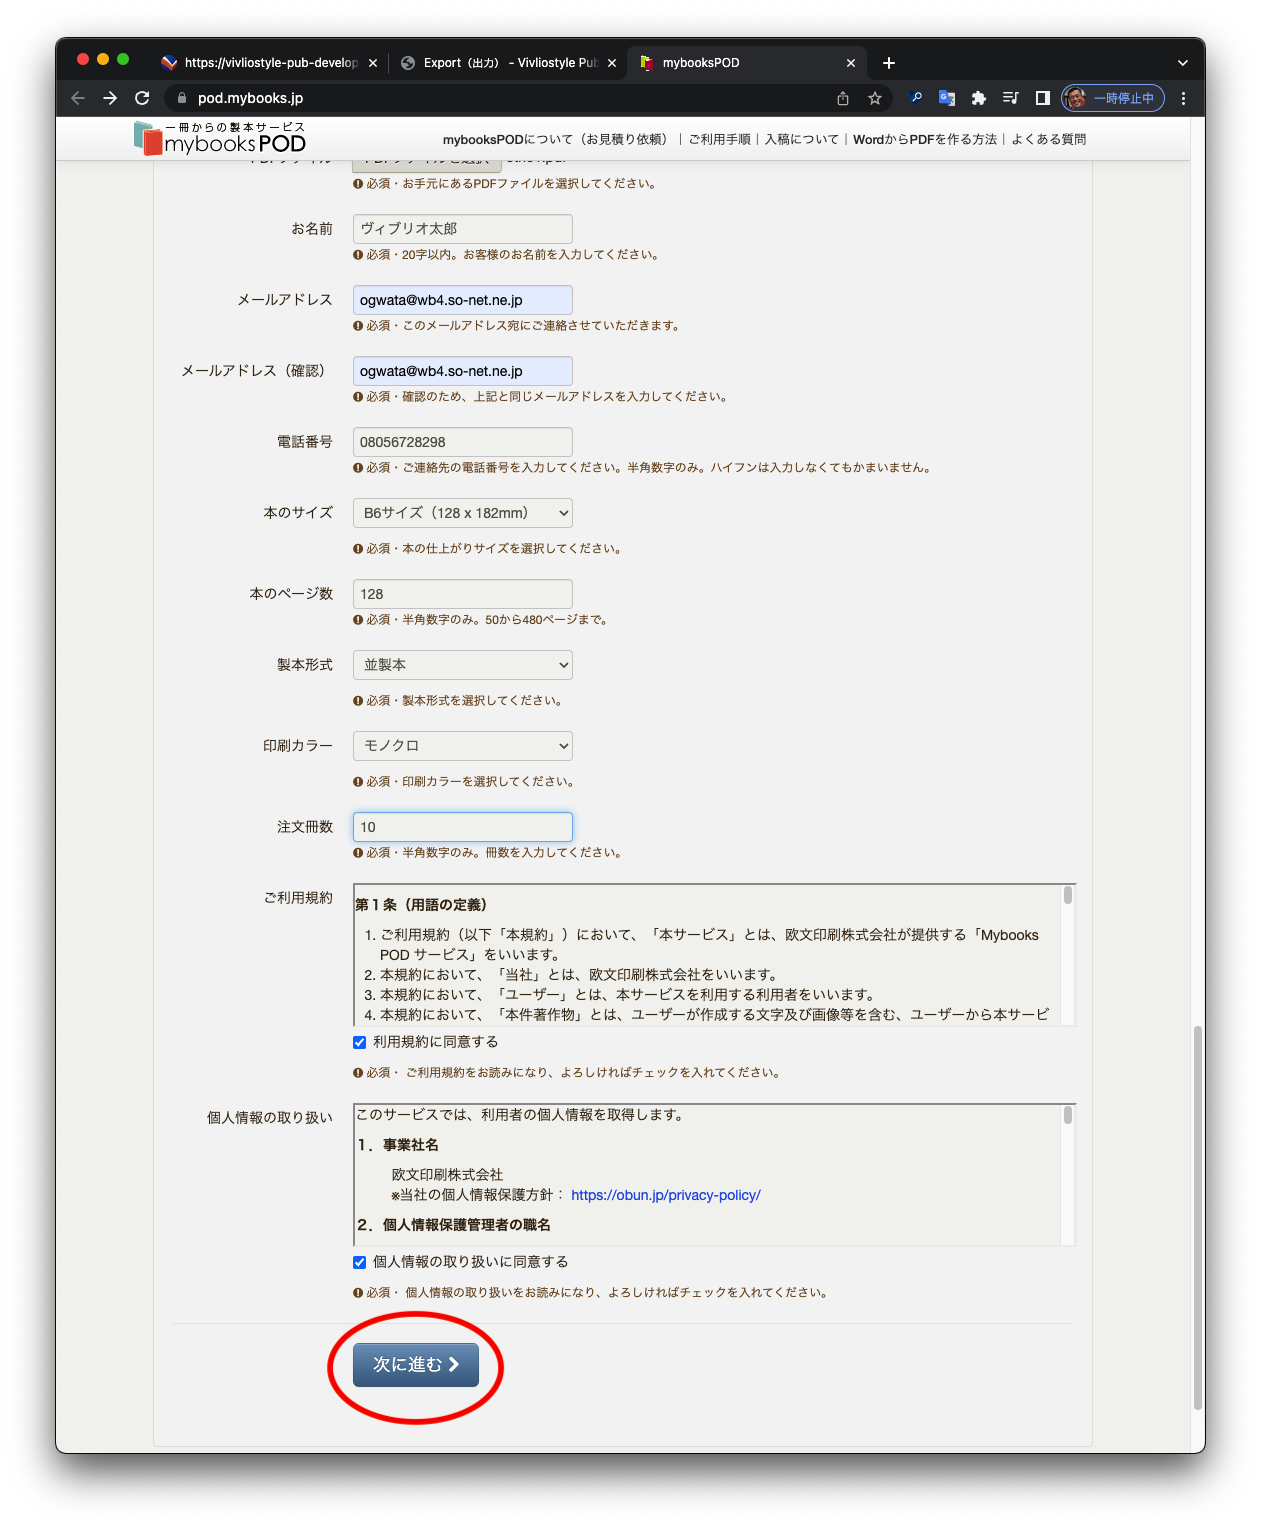 https://vivliostyle-pub-develop
Export（出力） - Vivliostyle Pub
mybooksPOD
pod.mybooks.jp
一時停止中
一冊からの製本サービス
mybooksPOD
mybooksPODについて（お見積り依頼） | ご利用手順 | 入稿について | WordからPDFを作る方法 | よくある質問
必須・お手元にあるPDFファイルを選択してください。
お名前
ヴィブリオ太郎
必須・20字以内。お客様のお名前を入力してください。
メールアドレス
ogwata@wb4.so-net.ne.jp
必須・このメールアドレス宛にご連絡させていただきます。
メールアドレス（確認）
ogwata@wb4.so-net.ne.jp
必須・確認のため、上記と同じメールアドレスを入力してください。
電話番号
08056728298
必須・ご連絡先の電話番号を入力してください。半角数字のみ。ハイフンは入力しなくてもかまいません。
本のサイズ
B6サイズ（128 x 182mm）
必須・本の仕上がりサイズを選択してください。
本のページ数
128
必須・半角数字のみ。50から480ページまで。
製本形式
並製本
必須・製本形式を選択してください。
印刷カラー
モノクロ
必須・印刷カラーを選択してください。
注文冊数
10
必須・半角数字のみ。冊数を入力してください。
ご利用規約
第１条（用語の定義）
1. ご利用規約（以下「本規約」）において、「本サービス」とは、欧文印刷株式会社が提供する「Mybooks
POD サービス」をいいます。
2. 本規約において、「当社」とは、欧文印刷株式会社をいいます。
3. 本規約において、「ユーザー」とは、本サービスを利用する利用者をいいます。
4. 本規約において、「本件著作物」とは、ユーザーが作成する文字及び画像等を含む、ユーザーから本サービ
利用規約に同意する
必須・ ご利用規約をお読みになり、よろしければチェックを入れてください。
個人情報の取り扱い
このサービスでは、利用者の個人情報を取得します。
１．事業社名
欧文印刷株式会社
※当社の個人情報保護方針： https://obun.jp/privacy-policy/
２．個人情報保護管理者の職名
個人情報の取り扱いに同意する
必須・ 個人情報の取り扱いをお読みになり、よろしければチェックを入れてください。
次に進む